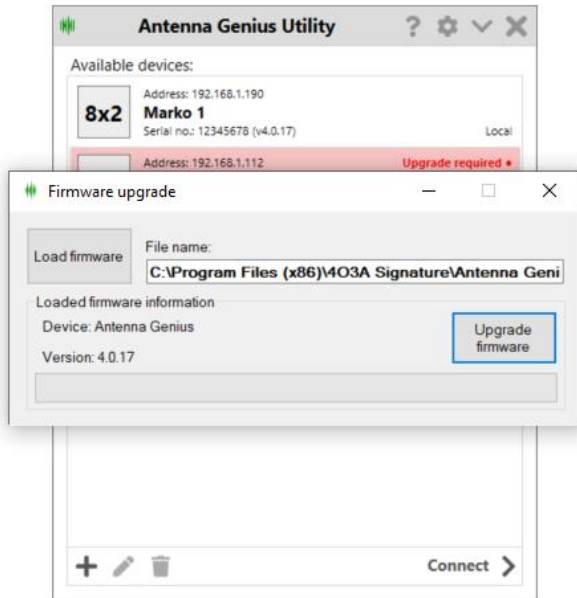 Antenna Genius Utility
Available devices:
Address: 192.168.1.190
8x2
Marko 1
Serial no.: 12345678 (v4.0.17)
Local
Address: 192.168.1.112
Upgrade required •
Firmware upgrade
Load firmware
File name:
C:\Program Files (x86)\4O3A Signature\Antenna Geni
Loaded firmware information
Device: Antenna Genius
Version: 4.0.17
Upgrade
firmware
Connect